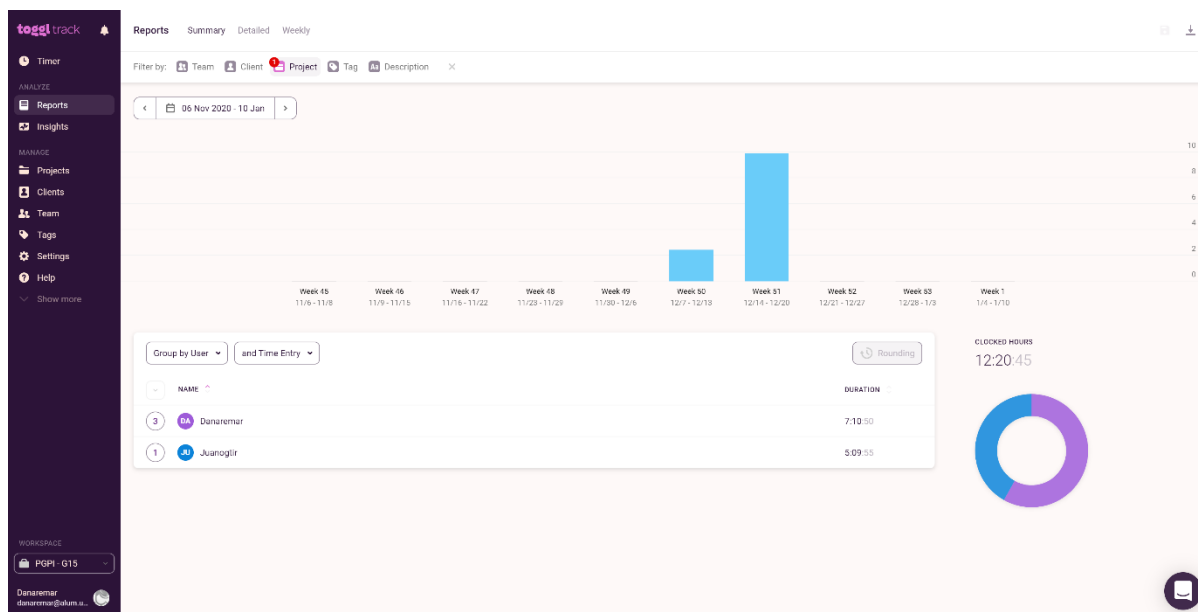 toggl track
Reports Summary Detailed Weekly
Timer
Filter by: Team Client 1 Project Tag Aa Description
ANALYZE
Reports
06 Nov 2020 - 10 Jan
Insights
MANAGE
Projects
Clients
Team
Tags
Settings
Help
Show more
10
8
6
4
2
0
Week 45 Week 46 Week 47 Week 48 Week 49 Week 50 Week 51 Week 52 Week 53 Week 1
11/6 - 11/8 11/9 - 11/15 11/16 - 11/22 11/23 - 11/29 11/30 - 12/6 12/7 - 12/13 12/14 - 12/20 12/21 - 12/27 12/28 - 1/3 1/4 - 1/10
Group by User and Time Entry Rounding
NAME DURATION
3 DA Danaremar 7:10:50
1 JU Juanogtir 5:09:55
CLOCKED HOURS
12:20:45
WORKSPACE
PGPI - G15
Danaremar
danaremar@alum.u...